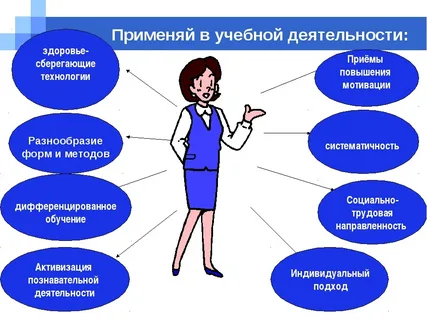 Применяй в учебной деятельности:
здоровье-
сберегающие
технологии
Приёмы
повышения
мотивации
Разнообразие
форм и методов
систематичность
дифференцированное
обучение
Социально-
трудовая
направленность
Активизация
познавательной
деятельности
Индивидуальный
подход